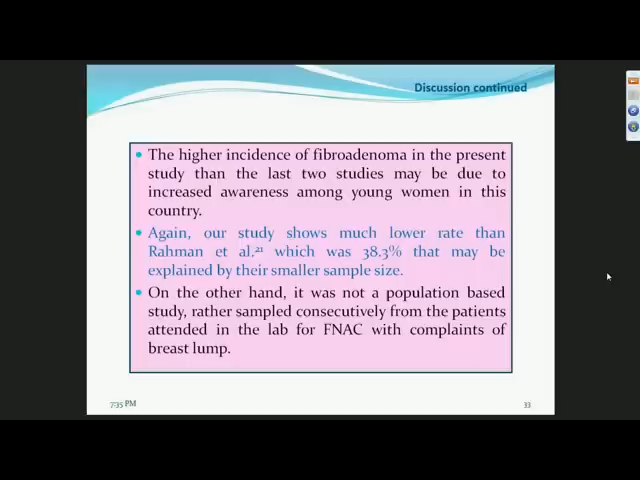 Discussion continued
The higher incidence of fibroadenoma in the present
study than the last two studies may be due to
increased awareness among young women in this
country.
Again, our study shows much lower rate than
Rahman et al.²¹ which was 38.3% that may be
explained by their smaller sample size.
On the other hand, it was not a population based
study, rather sampled consecutively from the patients
attended in the lab for FNAC with complaints of
breast lump.
7:35 PM
33